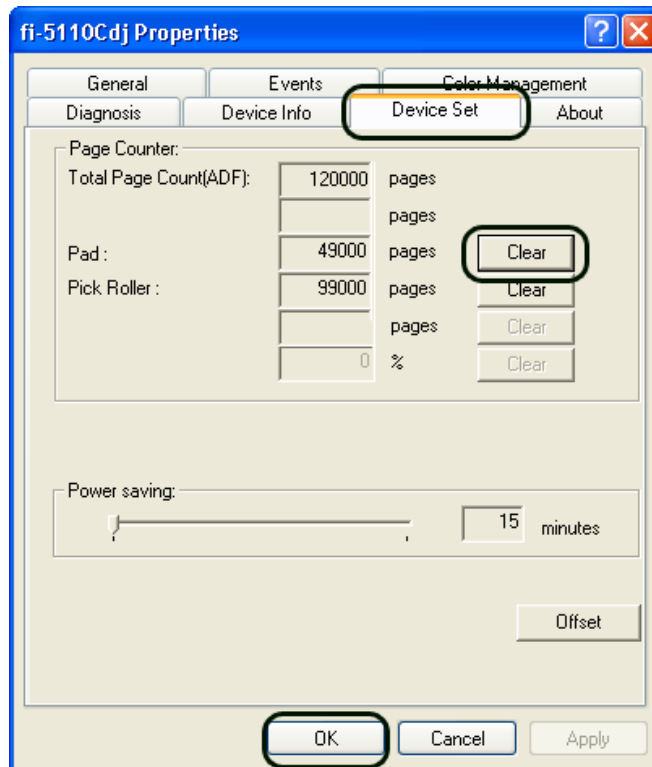 fi-5110Cdj Properties
General Events Color Management
Diagnosis Device Info Device Set About
Page Counter:
Total Page Count(ADF): 120000 pages
pages
Pad : 49000 pages Clear
Pick Roller : 99000 pages Clear
pages Clear
0 % Clear
Power saving:
15 minutes
Offset
OK Cancel Apply